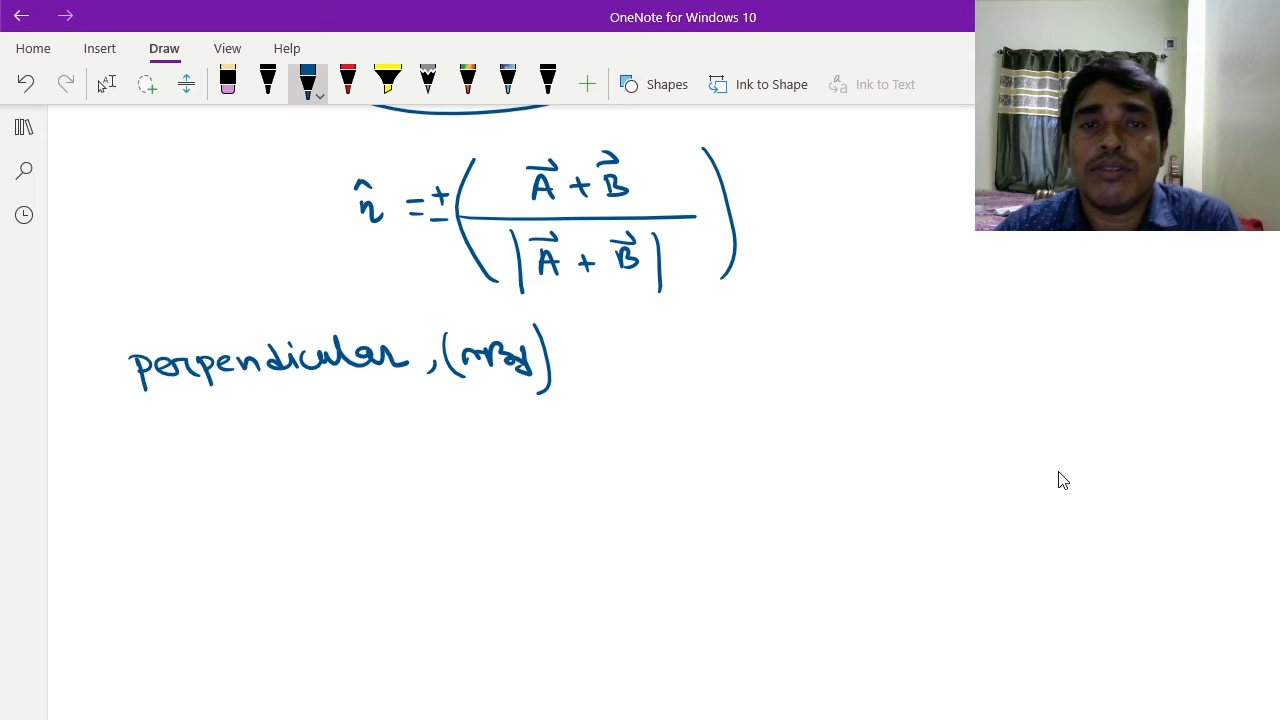 OneNote for Windows 10
Home Insert Draw View Help
Shapes Ink to Shape Ink to Text
n̂ = ± ( (A⃗ + B⃗) / |A⃗ + B⃗| )
perpendicular,